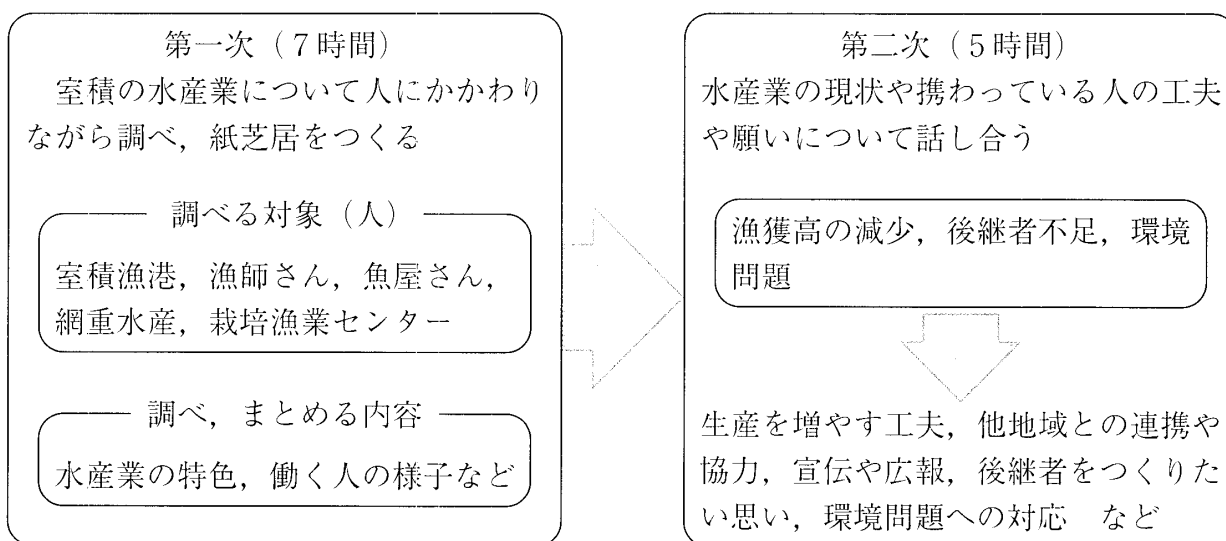 第一次（７時間）
室積の水産業について人にかかわり
ながら調べ，紙芝居をつくる
調べる対象（人）
室積漁港，漁師さん，魚屋さん，
網重水産，栽培漁業センター
調べ，まとめる内容
水産業の特色，働く人の様子など
第二次（５時間）
水産業の現状や携わっている人の工夫
や願いについて話し合う
漁獲高の減少，後継者不足，環境
問題
生産を増やす工夫，他地域との連携や
協力，宣伝や広報，後継者をつくりた
い思い，環境問題への対応　など